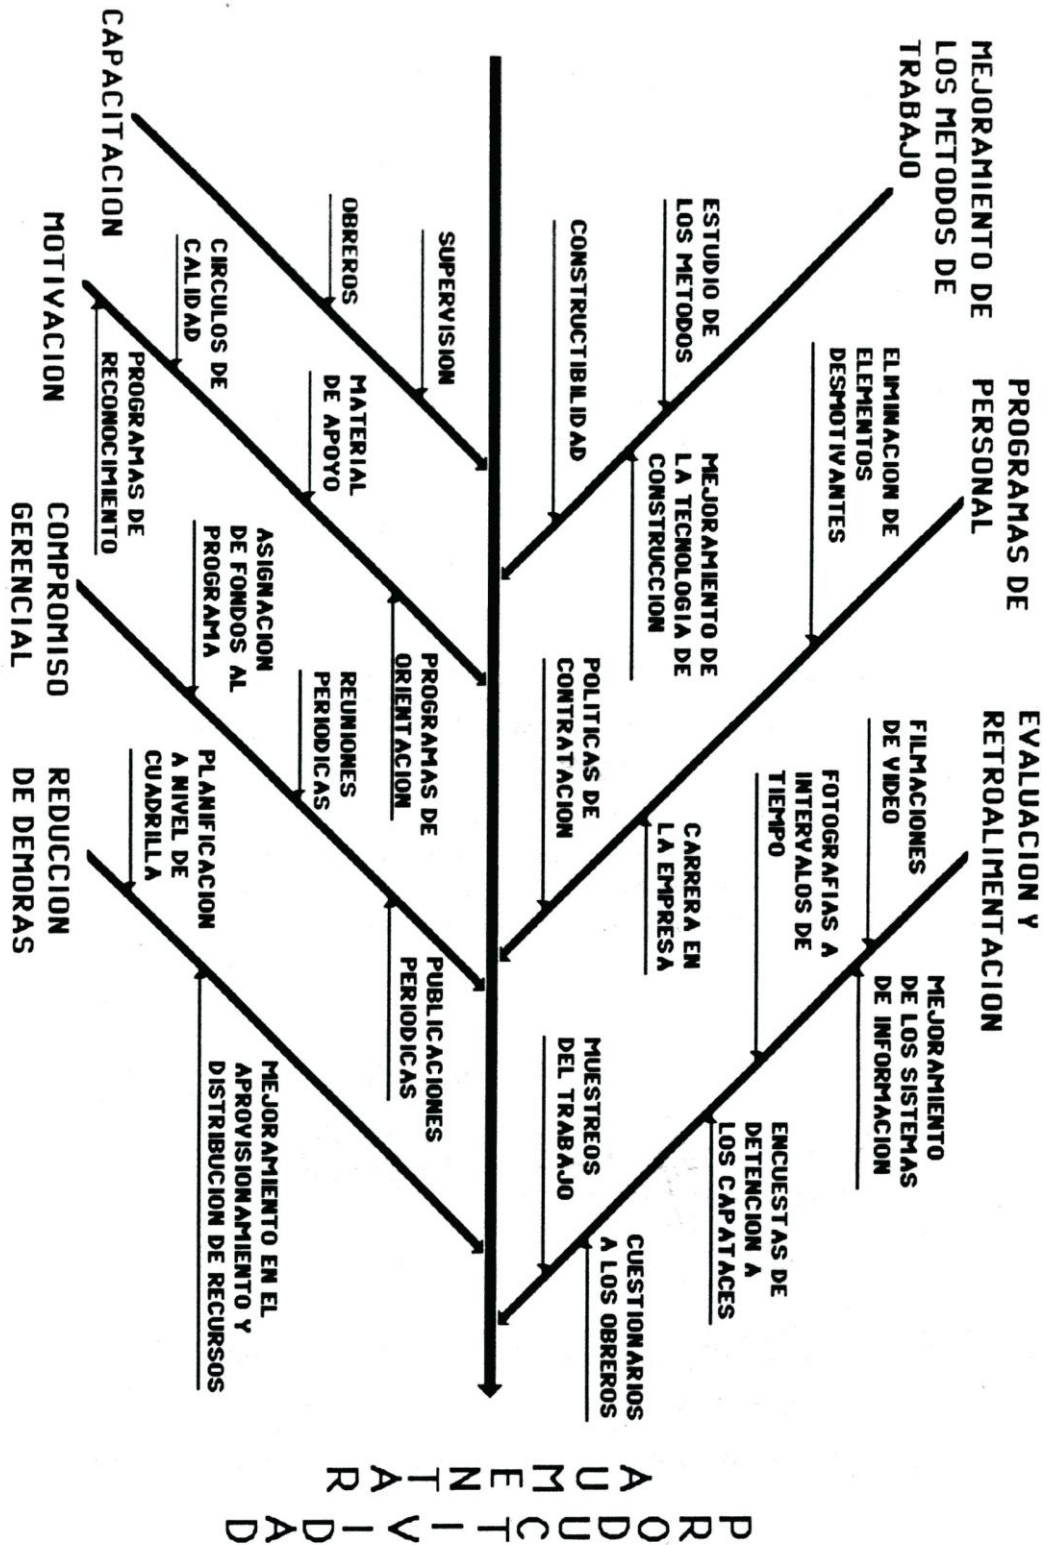 MEJORAMIENTO DE
LOS METODOS DE
TRABAJO
ESTUDIO DE
LOS METODOS
CONSTRUCTIBILIDAD
MEJORAMIENTO DE
LA TECNOLOGIA DE
CONSTRUCCION
PROGRAMAS DE
PERSONAL
ELIMINACION DE
ELEMENTOS
DESMOTIVANTES
POLITICAS DE
CONTRATACION
CARRERA EN
LA EMPRESA
EVALUACION Y
RETROALIMENTACION
FILMACIONES
DE VIDEO
FOTOGRAFIAS A
INTERVALOS DE
TIEMPO
MEJORAMIENTO
DE LOS SISTEMAS
DE INFORMACION
ENCUESTAS DE
DETENCION A
LOS CAPATACES
MUESTREOS
DEL TRABAJO
CUESTIONARIOS
A LOS OBREROS
CAPACITACION
OBREROS
SUPERVISION
MOTIVACION
CIRCULOS DE
CALIDAD
PROGRAMAS DE
RECONOCIMIENTO
MATERIAL
DE APOYO
PROGRAMAS DE
ORIENTACION
COMPROMISO
GERENCIAL
ASIGNACION
DE FONDOS AL
PROGRAMA
REUNIONES
PERIODICAS
PUBLICACIONES
PERIODICAS
REDUCCION
DE DEMORAS
PLANIFICACION
A NIVEL DE
CUADRILLA
MEJORAMIENTO EN EL
APROVISIONAMIENTO Y
DISTRIBUCION DE RECURSOS
AUMENTAR
PRODUCTIVIDAD